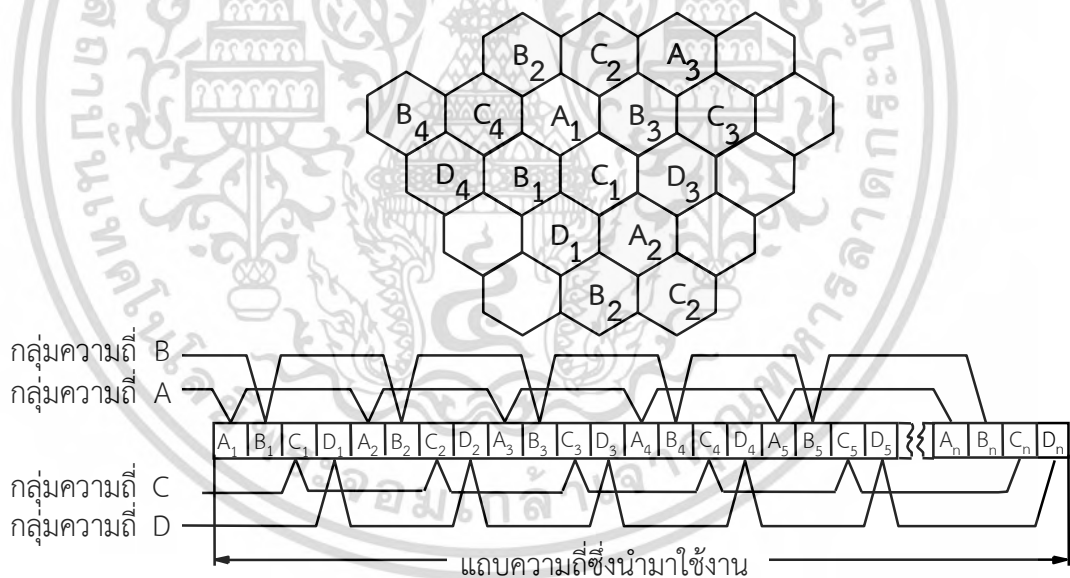 B₂ C₂ A₃
B₄ C₄ A₁ B₃ C₃
D₄ B₁ C₁ D₃
D₁ A₂
B₂ C₂
กลุ่มความถี่ B
กลุ่มความถี่ A
A₁ B₁ C₁ D₁ A₂ B₂ C₂ D₂ A₃ B₃ C₃ D₃ A₄ B₄ C₄ D₄ A₅ B₅ C₅ D₅ Aₙ Bₙ Cₙ Dₙ
กลุ่มความถี่ C
กลุ่มความถี่ D
แถบความถี่ซึ่งนำมาใช้งาน